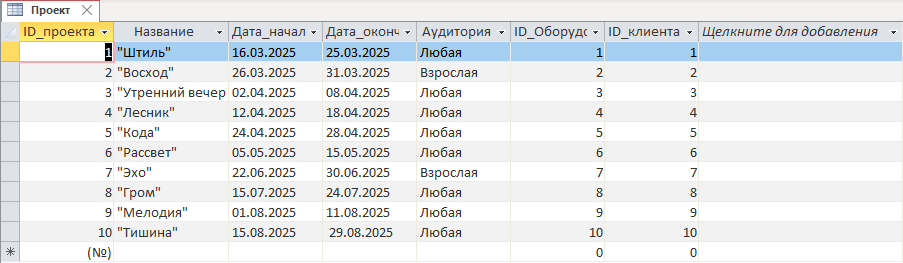 Проект
ID_проекта Название Дата_начал Дата_оконч Аудитория ID_Оборудо ID_клиента Щелкните для добавления
1 "Штиль" 16.03.2025 25.03.2025 Любая 1 1
2 "Восход" 26.03.2025 31.03.2025 Взрослая 2 2
3 "Утренний вечер 02.04.2025 08.04.2025 Любая 3 3
4 "Лесник" 12.04.2025 18.04.2025 Любая 4 4
5 "Кода" 24.04.2025 28.04.2025 Любая 5 5
6 "Рассвет" 05.05.2025 15.05.2025 Любая 6 6
7 "Эхо" 22.06.2025 30.06.2025 Взрослая 7 7
8 "Гром" 15.07.2025 24.07.2025 Любая 8 8
9 "Мелодия" 01.08.2025 11.08.2025 Любая 9 9
10 "Тишина" 15.08.2025 29.08.2025 Любая 10 10
(№) 0 0